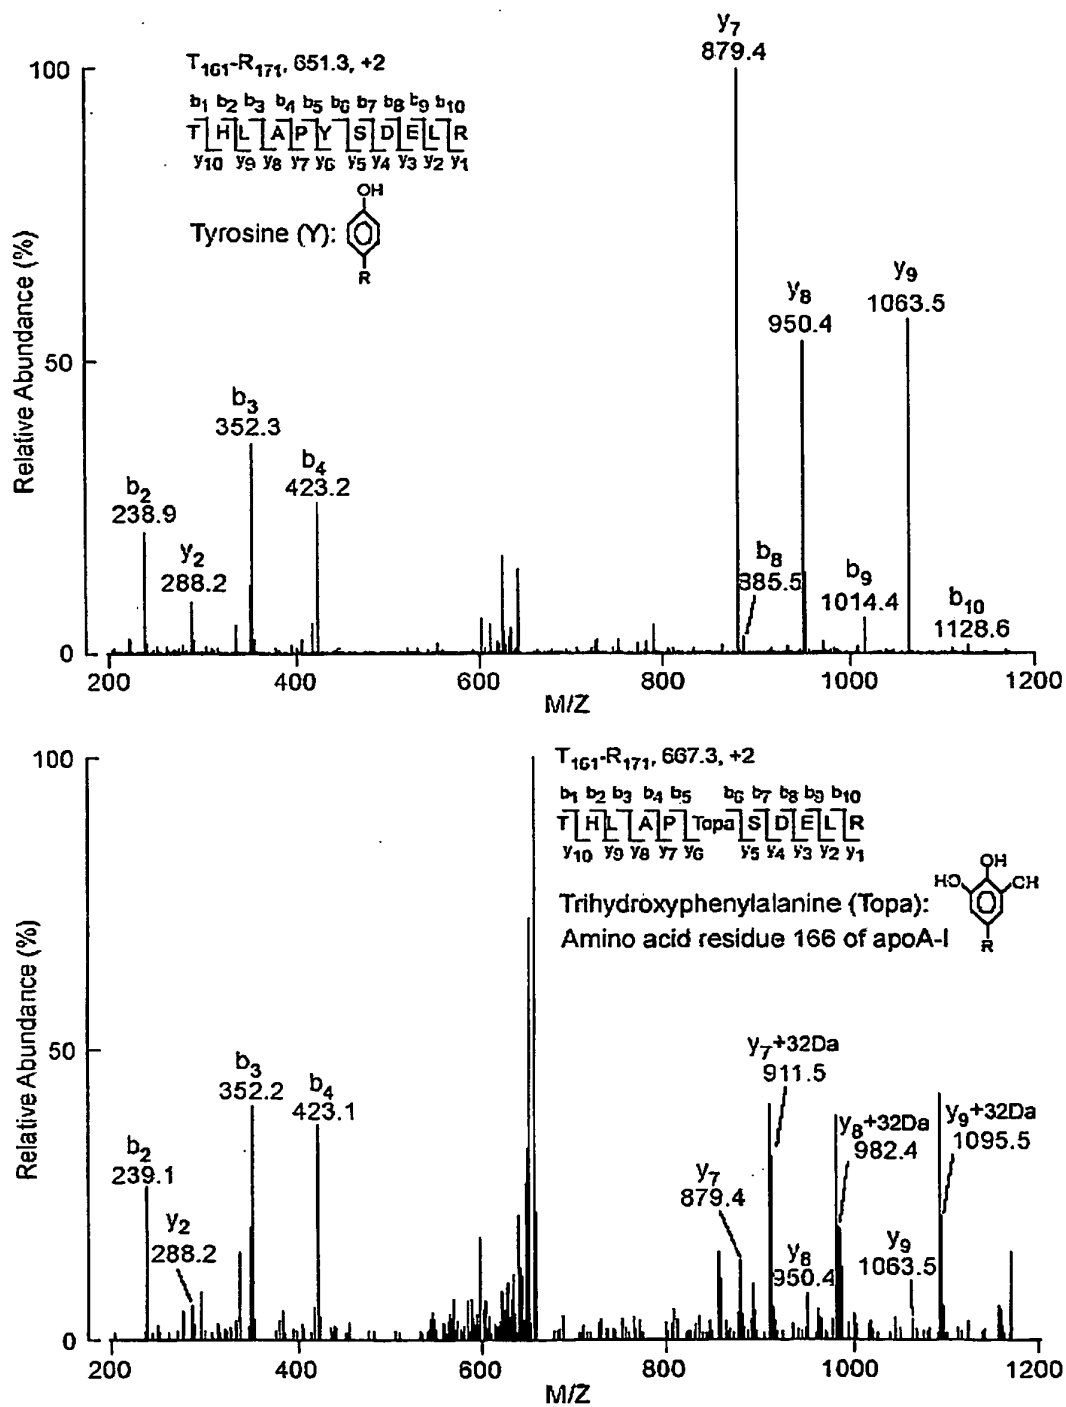 T161-R171, 651.3, +2
b1 b2 b3 b4 b5 b6 b7 b8 b9 b10
T H L A P Y S D E L R
y10 y9 y8 y7 y6 y5 y4 y3 y2 y1
Tyrosine (Y):
OH
R
Relative Abundance (%)
100
50
0
b2
238.9
y2
288.2
b3
352.3
b4
423.2
y7
879.4
b8
385.5
y8
950.4
b9
1014.4
y9
1063.5
b10
1128.6
200 400 600 800 1000 1200
M/Z
T161-R171, 667.3, +2
b1 b2 b3 b4 b5 b6 b7 b8 b9 b10
T H L A P Topa S D E L R
y10 y9 y8 y7 y6 y5 y4 y3 y2 y1
Trihydroxyphenylalanine (Topa):
Amino acid residue 166 of apoA-I
OH
HO
CH
R
Relative Abundance (%)
100
50
0
b2
239.1
y2
288.2
b3
352.2
b4
423.1
y7
879.4
y7+32Da
911.5
y8
950.4
y8+32Da
982.4
y9
1063.5
y9+32Da
1095.5
200 400 600 800 1000 1200
M/Z